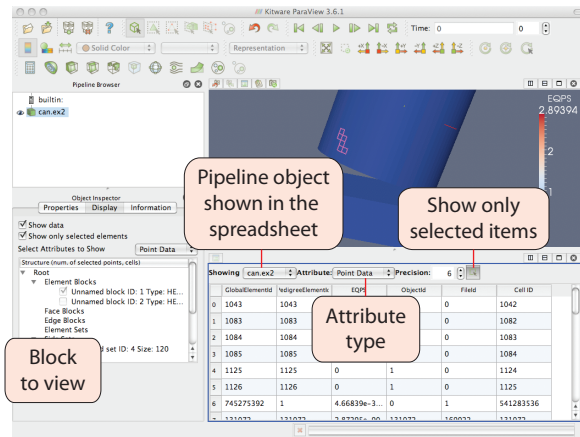 Kitware ParaView 3.6.1
Time: 0 0
Solid Color Representation
Pipeline Browser
builtin:
can.ex2
EQPS
2.89394
2
1
Pipeline object
shown in the
spreadsheet
Show only
selected items
Object Inspector
Properties Display Information
Show data
Show only selected elements
Select Attributes to Show Point Data
Structure (num. of selected points, cells)
Root
Element Blocks
Unnamed block ID: 1 Type: HE...
Unnamed block ID: 2 Type: HE...
Face Blocks
Edge Blocks
Element Sets
d set ID: 4 Size: 120
Block
to view
Showing can.ex2 Attribute: Point Data Precision: 6
GlobalElementId PedigreeElementId EQPS ObjectId FileId Cell ID
0 1043 1043 0 1042
1 1083 1083 0 1082
2 1084 1084 0 1083
3 1085 1085 0 1084
4 1125 1125 0 1 0 1124
5 1126 1126 0 1 0 1125
6 745275392 1 4.66839e-3... 0 1 541283536
Attribute
type